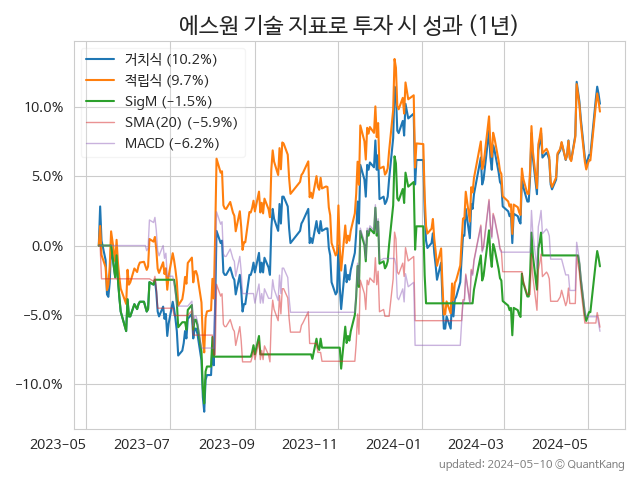 에스원 기술 지표로 투자 시 성과 (1년)
거치식 (10.2%)
적립식 (9.7%)
SigM (−1.5%)
SMA(20) (−5.9%)
MACD (−6.2%)
10.0%
5.0%
0.0%
−5.0%
−10.0%
2023-05 2023-07 2023-09 2023-11 2024-01 2024-03 2024-05
updated: 2024-05-10 ⓒ QuantKang